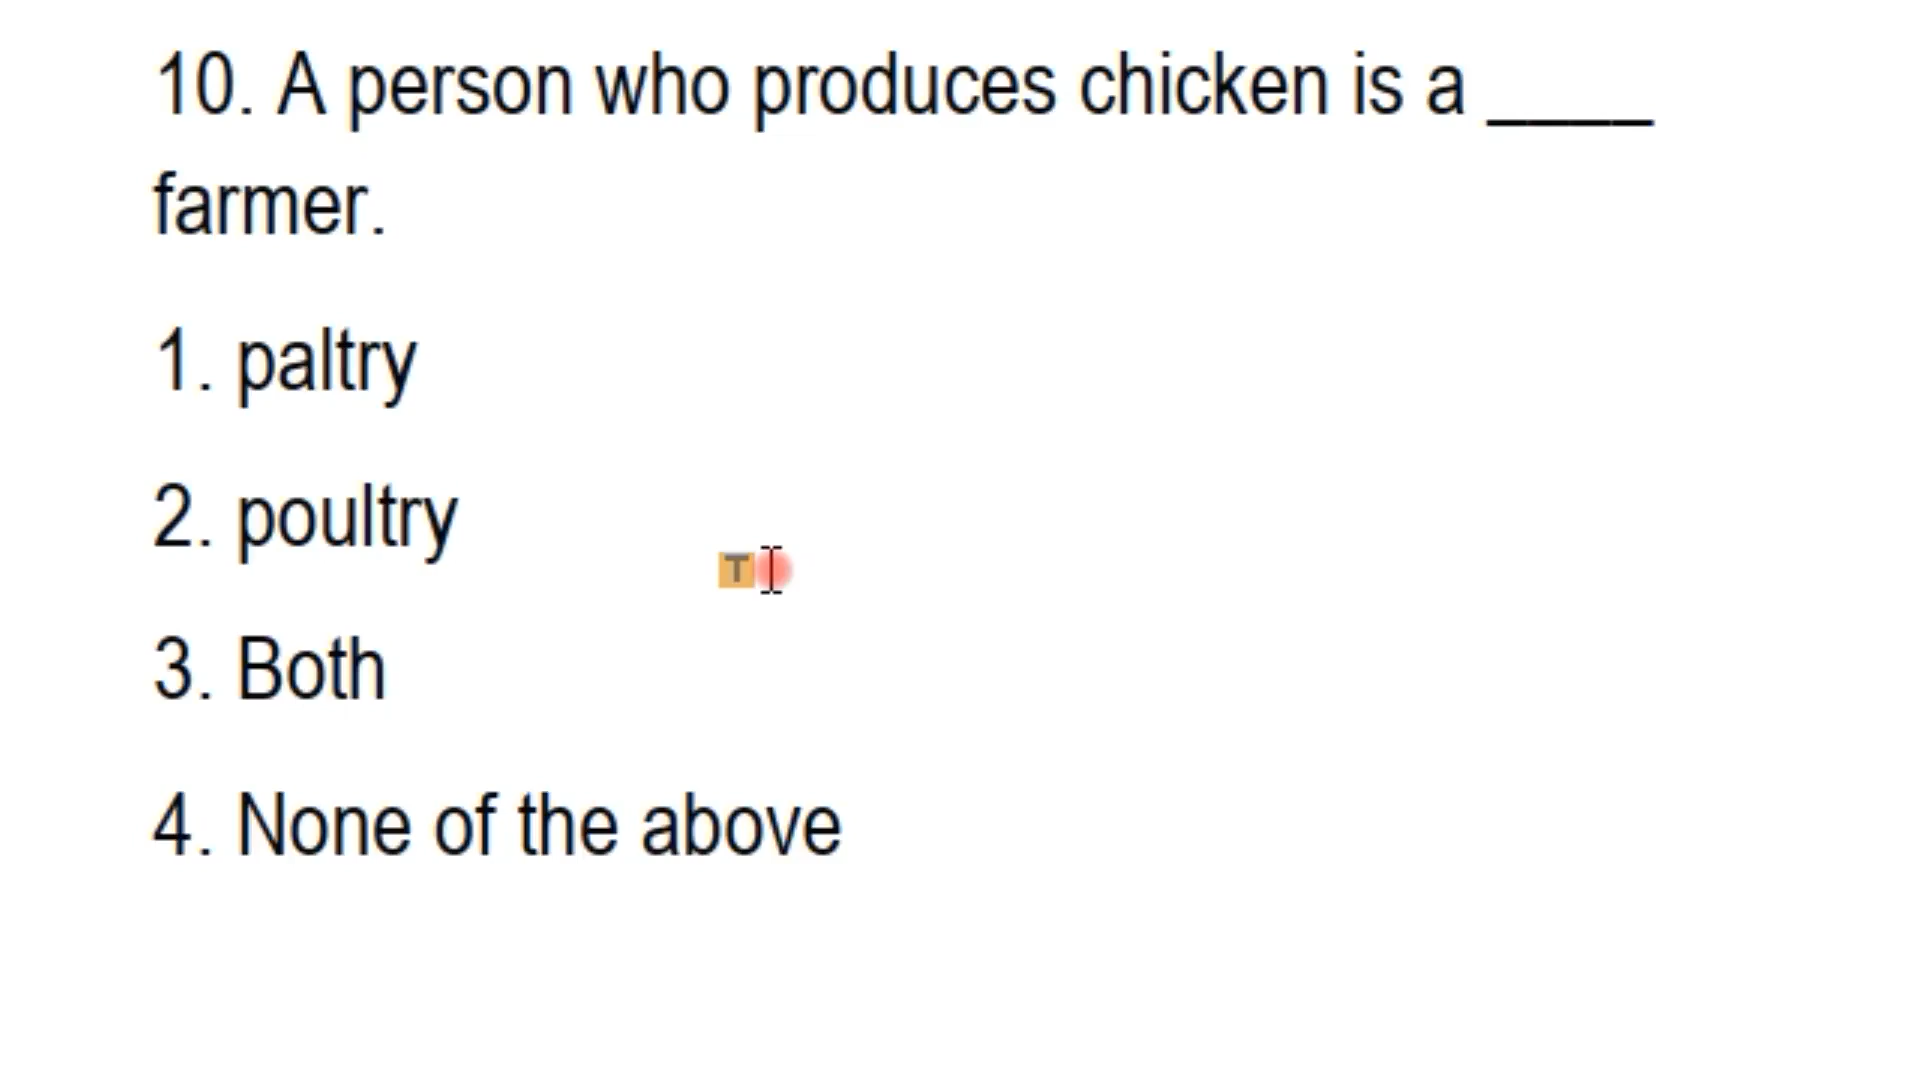 10. A person who produces chicken is a ____
farmer.
1. paltry
2. poultry
T
3. Both
4. None of the above